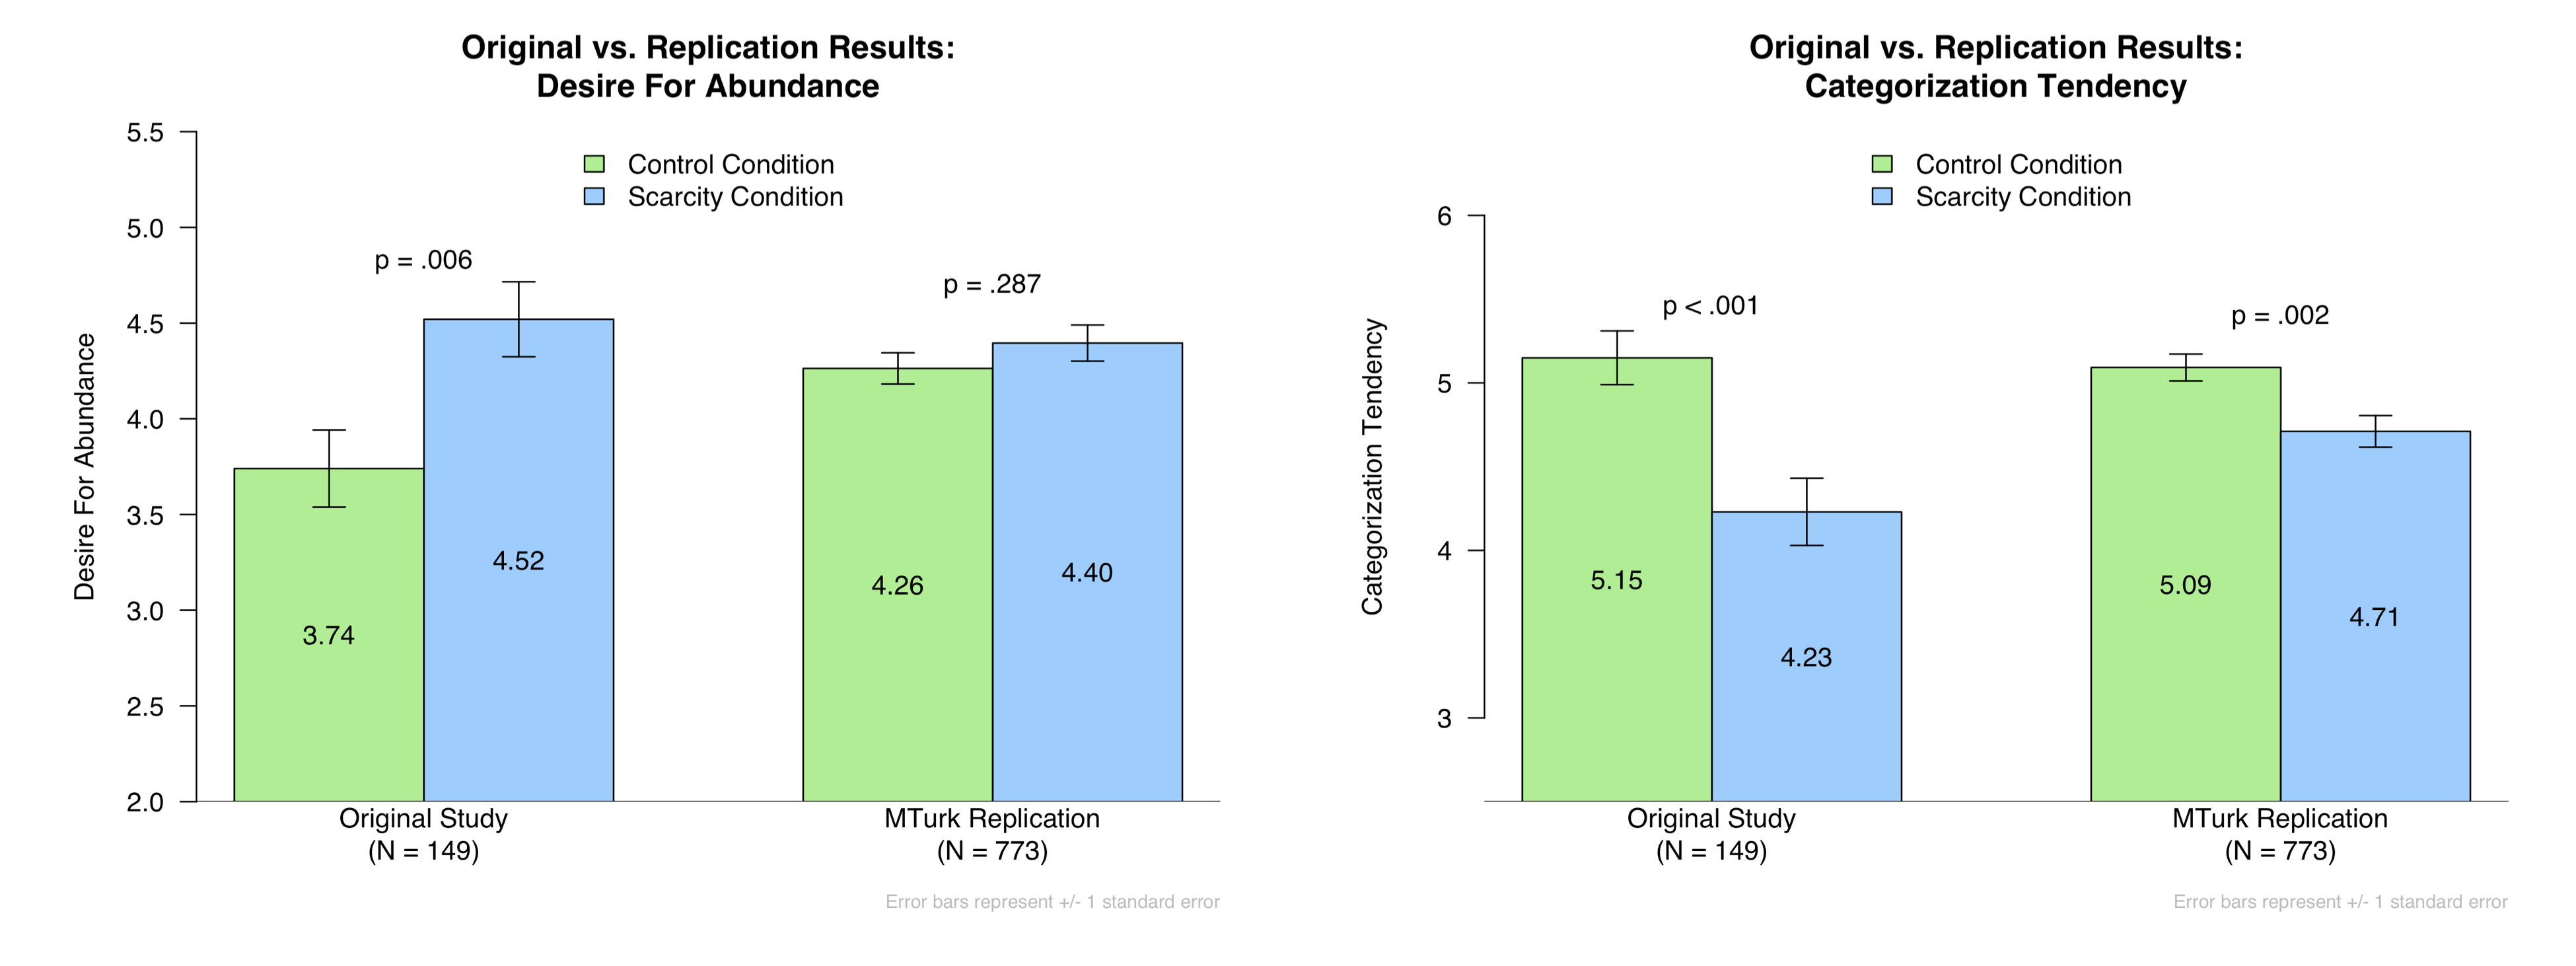 Original vs. Replication Results:
Desire For Abundance
Control Condition
Scarcity Condition
5.5
5.0
4.5
4.0
3.5
3.0
2.5
2.0
Desire For Abundance
p = .006
p = .287
3.74
4.52
4.26
4.40
Original Study
(N = 149)
MTurk Replication
(N = 773)
Error bars represent +/- 1 standard error
Original vs. Replication Results:
Categorization Tendency
Control Condition
Scarcity Condition
6
5
4
3
Categorization Tendency
p < .001
p = .002
5.15
4.23
5.09
4.71
Original Study
(N = 149)
MTurk Replication
(N = 773)
Error bars represent +/- 1 standard error